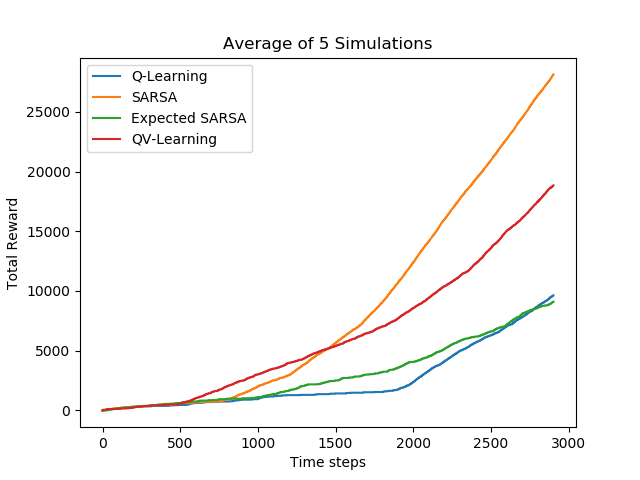 Average of 5 Simulations
Q-Learning
SARSA
Expected SARSA
QV-Learning
Total Reward
25000
20000
15000
10000
5000
0
0 500 1000 1500 2000 2500 3000
Time steps